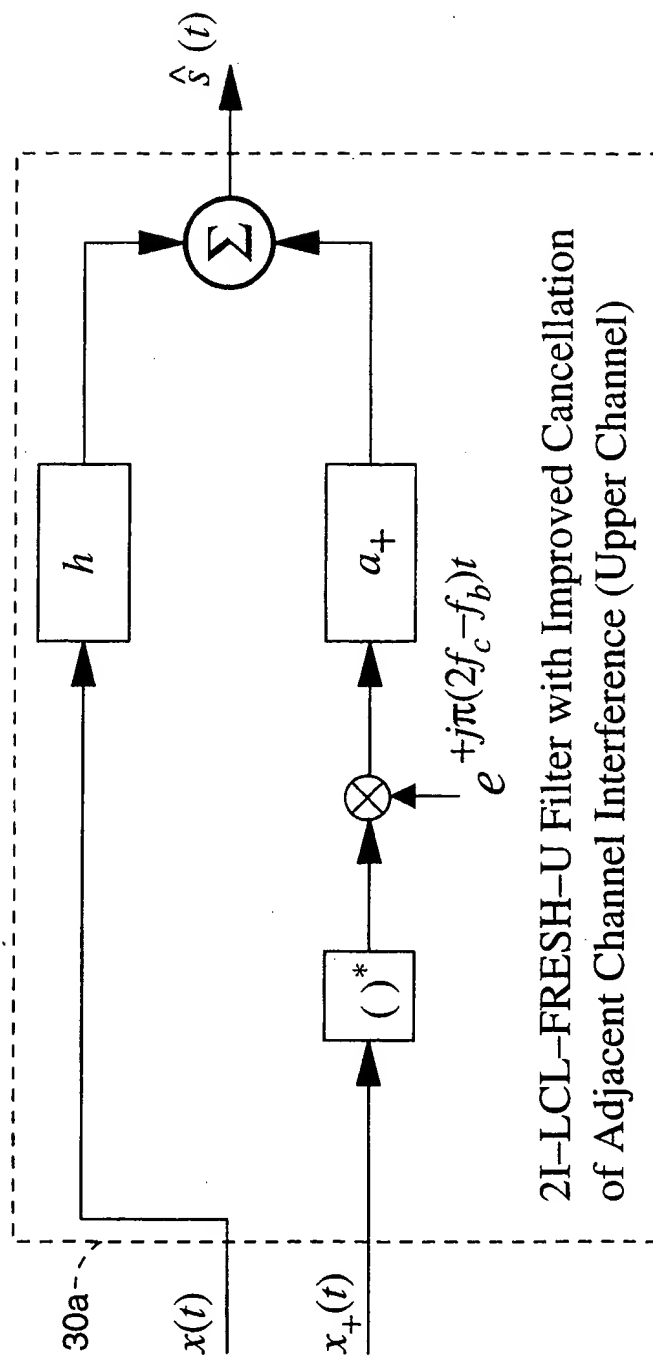 30a
x(t)
h
Σ
ŝ (t)
x₊(t)
( )*
e^{+jπ(2f_c–f_b)t}
a₊
2I–LCL–FRESH–U Filter with Improved Cancellation
of Adjacent Channel Interference (Upper Channel)